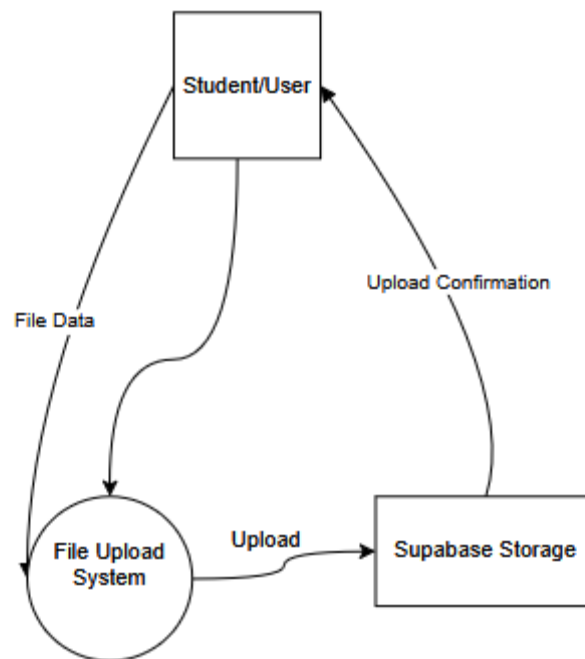 Student/User
Upload Confirmation
File Data
File Upload
System
Upload
Supabase Storage